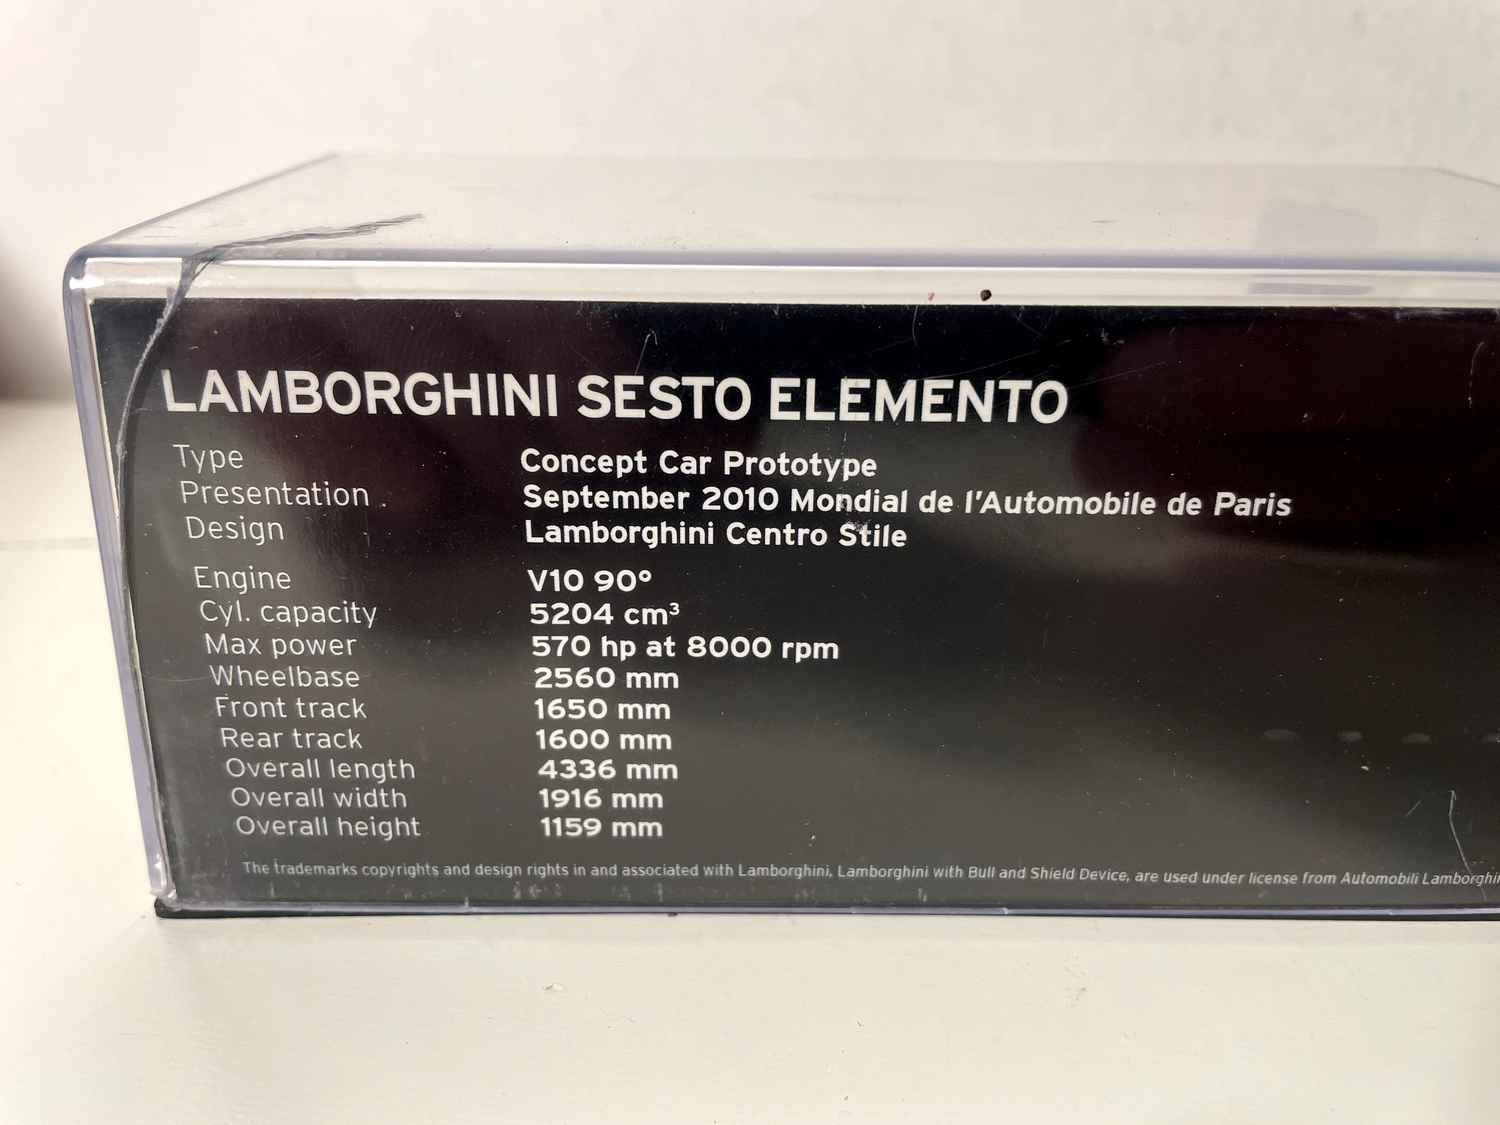 LAMBORGHINI SESTO ELEMENTO
Type Concept Car Prototype
Presentation September 2010 Mondial de l'Automobile de Paris
Design Lamborghini Centro Stile
Engine V10 90°
Cyl. capacity 5204 cm³
Max power 570 hp at 8000 rpm
Wheelbase 2560 mm
Front track 1650 mm
Rear track 1600 mm
Overall length 4336 mm
Overall width 1916 mm
Overall height 1159 mm
The trademarks copyrights and design rights in and associated with Lamborghini, Lamborghini with Bull and Shield Device, are used under license from Automobili Lamborghin